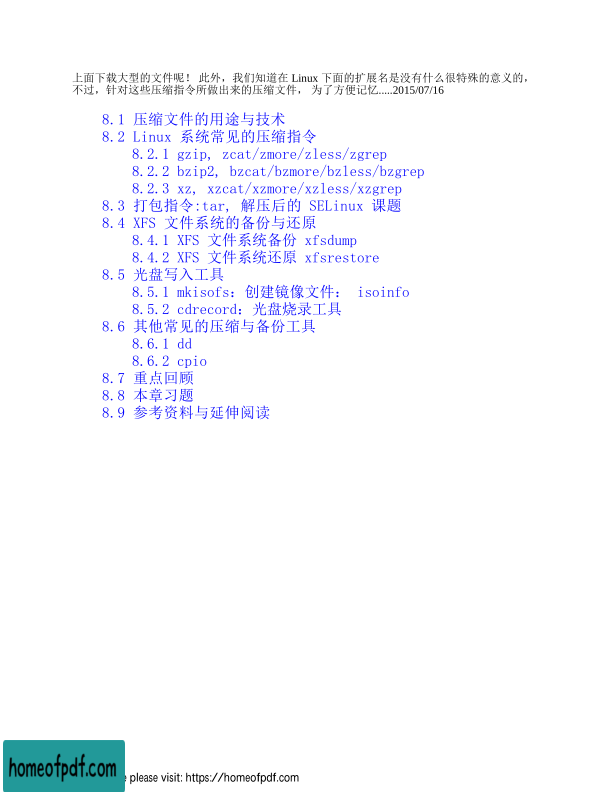 上面下载大型的文件呢！ 此外，我们知道在 Linux 下面的扩展名是没有什么很特殊的意义的，
不过，针对这些压缩指令所做出来的压缩文件， 为了方便记忆.....2015/07/16
8.1 压缩文件的用途与技术
8.2 Linux 系统常见的压缩指令
8.2.1 gzip, zcat/zmore/zless/zgrep
8.2.2 bzip2, bzcat/bzmore/bzless/bzgrep
8.2.3 xz, xzcat/xzmore/xzless/xzgrep
8.3 打包指令:tar, 解压后的 SELinux 课题
8.4 XFS 文件系统的备份与还原
8.4.1 XFS 文件系统备份 xfsdump
8.4.2 XFS 文件系统还原 xfsrestore
8.5 光盘写入工具
8.5.1 mkisofs：创建镜像文件： isoinfo
8.5.2 cdrecord：光盘烧录工具
8.6 其他常见的压缩与备份工具
8.6.1 dd
8.6.2 cpio
8.7 重点回顾
8.8 本章习题
8.9 参考资料与延伸阅读
homeofpdf.com
please visit: https://homeofpdf.com